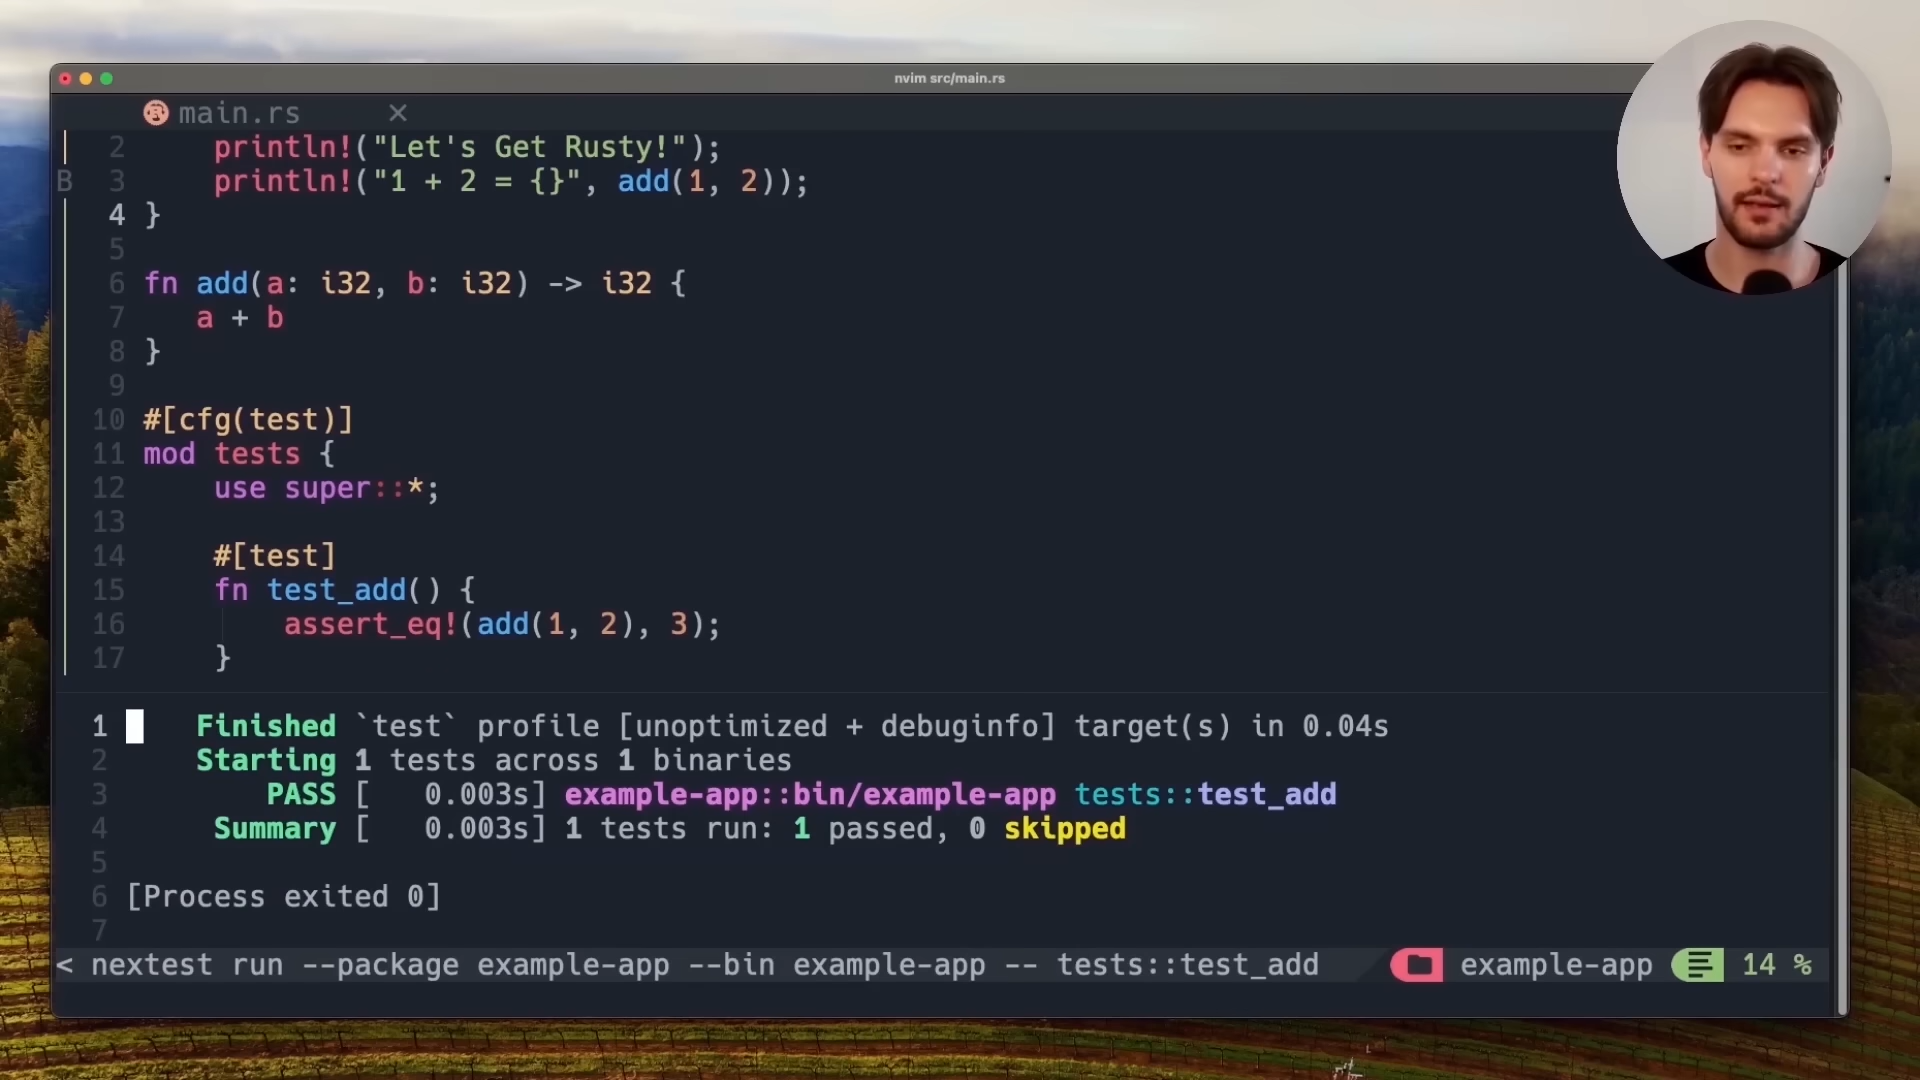 nvim src/main.rs
main.rs
2 println!("Let's Get Rusty!");
B 3 println!("1 + 2 = {}", add(1, 2));
4 }
5
6 fn add(a: i32, b: i32) -> i32 {
7 a + b
8 }
9
10 #[cfg(test)]
11 mod tests {
12 use super::*;
13
14 #[test]
15 fn test_add() {
16 assert_eq!(add(1, 2), 3);
17 }
1 Finished `test` profile [unoptimized + debuginfo] target(s) in 0.04s
2 Starting 1 tests across 1 binaries
3 PASS [ 0.003s] example-app::bin/example-app tests::test_add
4 Summary [ 0.003s] 1 tests run: 1 passed, 0 skipped
5
6 [Process exited 0]
7
< nextest run --package example-app --bin example-app -- tests::test_add example-app 14 %